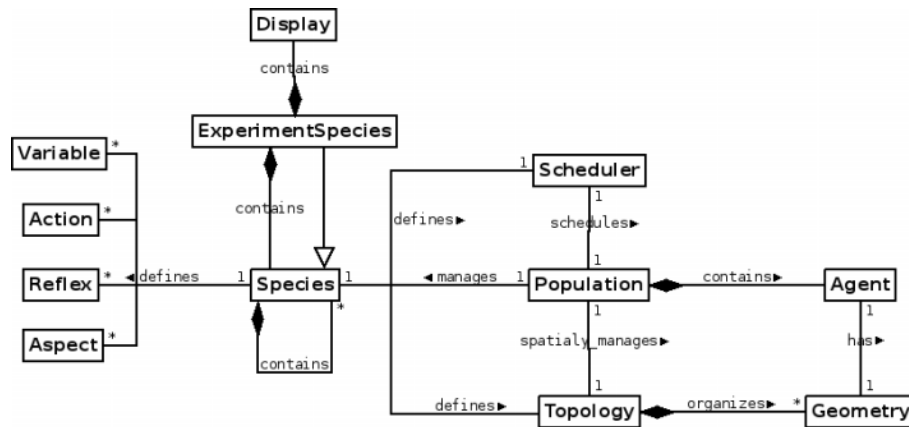 Display
contains
ExperimentSpecies
Variable *
1 Scheduler
1
Action *
contains
defines►
schedules►
Reflex *
◄defines
1 Species 1
◄ manages
1 Population
1
contains►
Agent
*
1
1
Aspect *
contains
spatialy_manages►
has►
1
1
defines►
Topology
organizes►
* Geometry